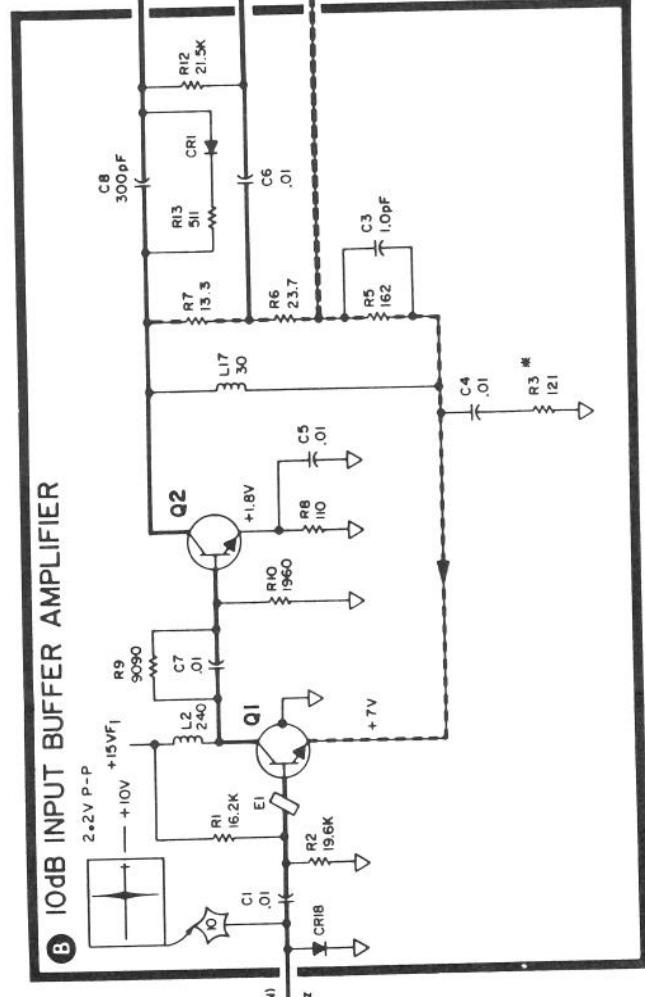 B 10dB INPUT BUFFER AMPLIFIER
2.2V P-P
+10V
+15VF1
10
C1
.01
CR18
R1
16.2K
R2
19.6K
E1
L2
240
Q1
+7V
R9
9090
C7
.01
R10
1960
Q2
+1.8V
R8
110
C5
.01
L17
30
C4
.01
R3 *
121
R7
13.3
R6
23.7
R5
162
C3
1.0pF
C8
300pF
R13
511
CR1
C6
.01
R12
21.5K